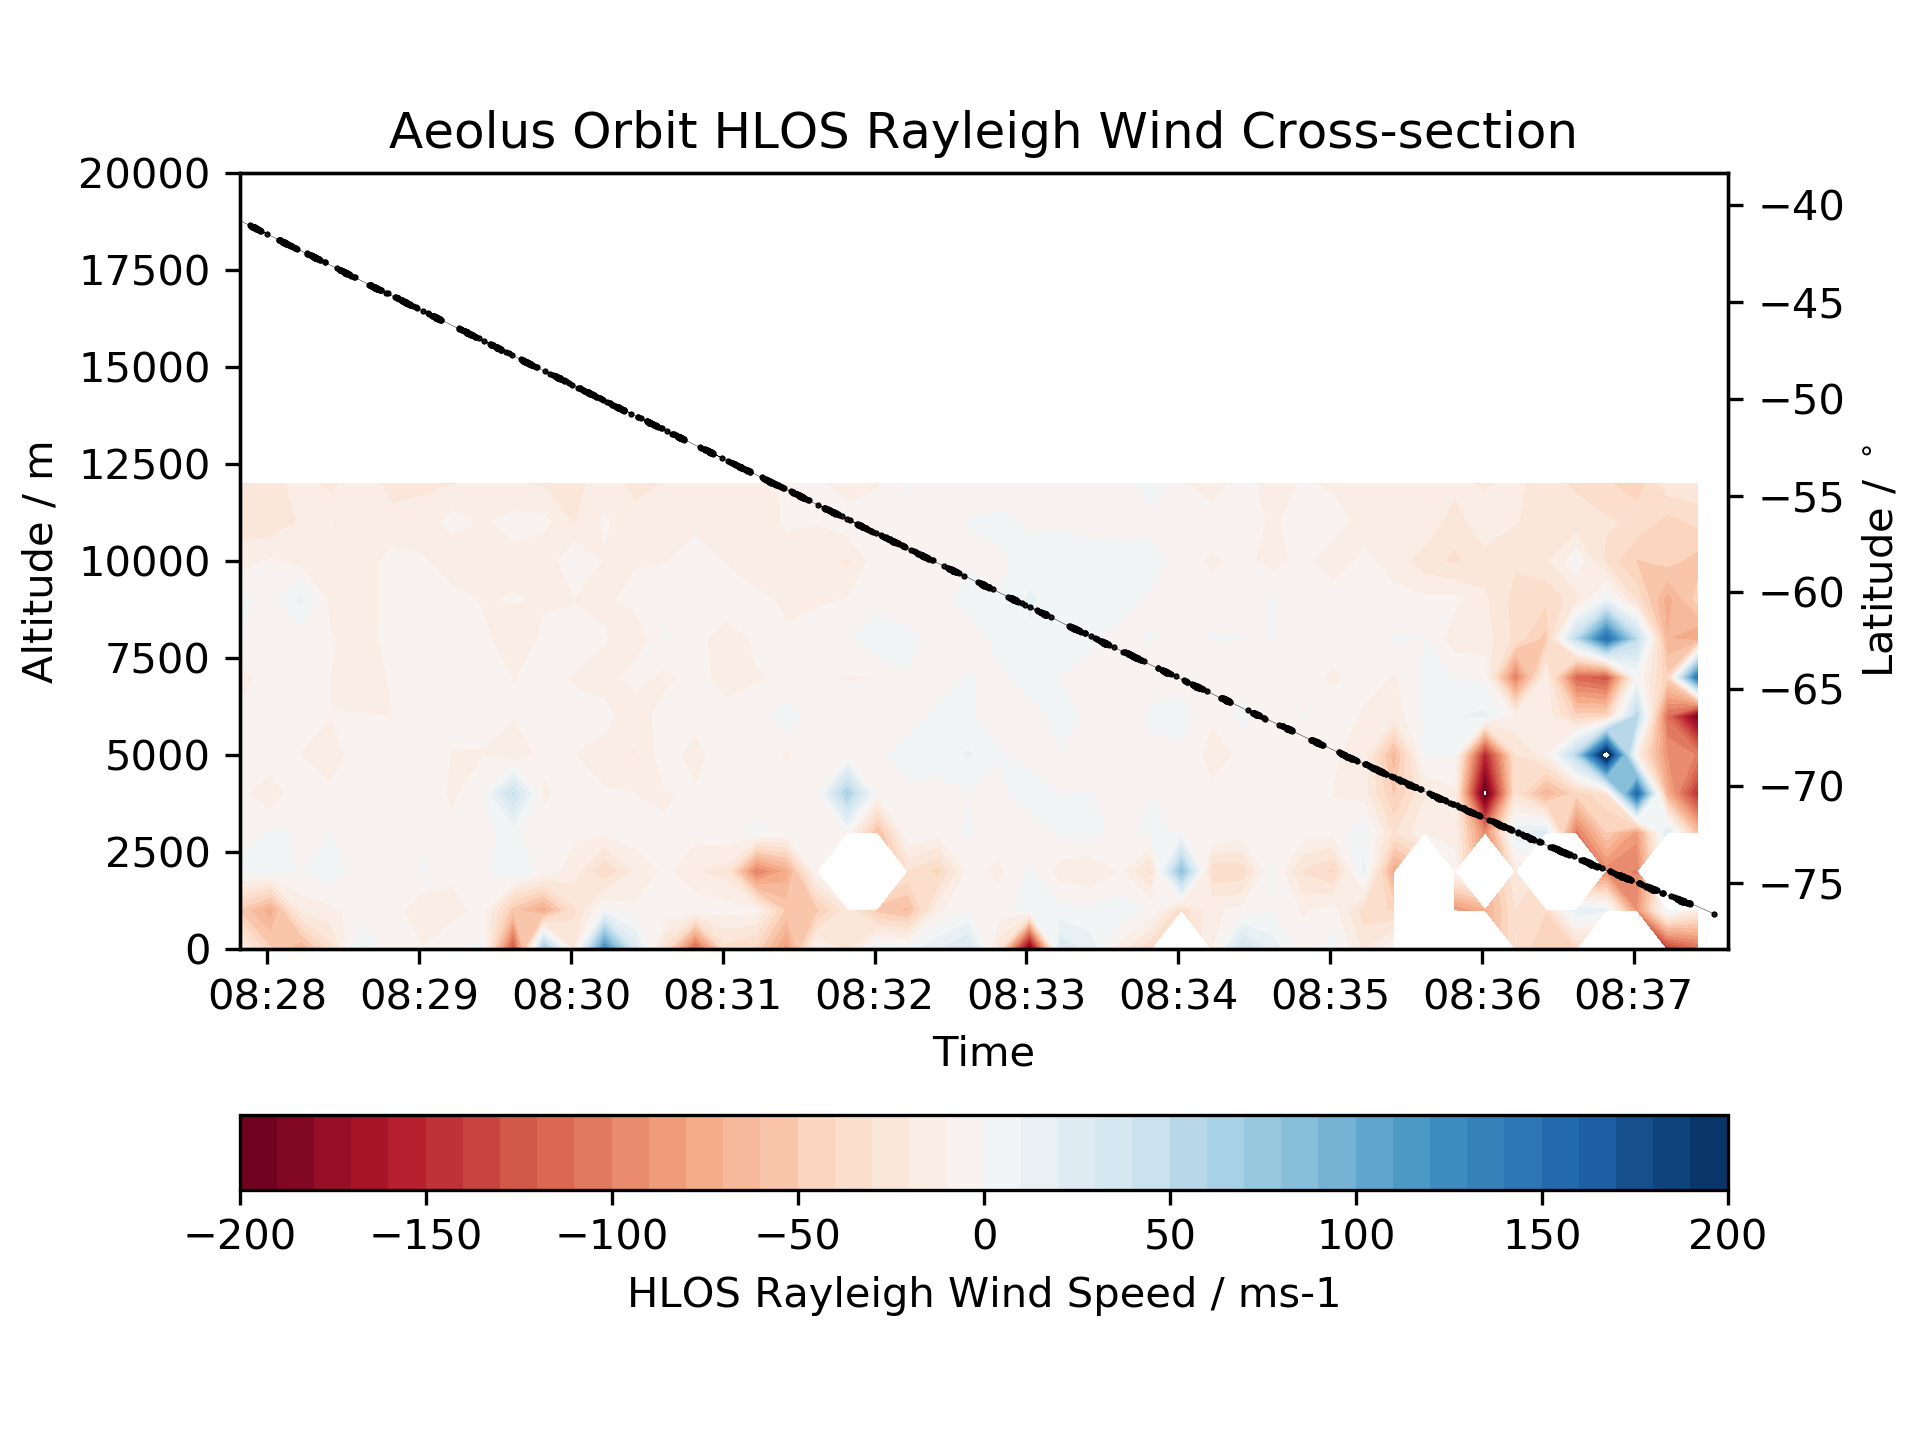 Aeolus Orbit HLOS Rayleigh Wind Cross-section
20000
17500
15000
12500
10000
7500
5000
2500
0
Altitude / m
−40
−45
−50
−55
−60
−65
−70
−75
Latitude / °
08:28 08:29 08:30 08:31 08:32 08:33 08:34 08:35 08:36 08:37
Time
−200 −150 −100 −50 0 50 100 150 200
HLOS Rayleigh Wind Speed / ms-1